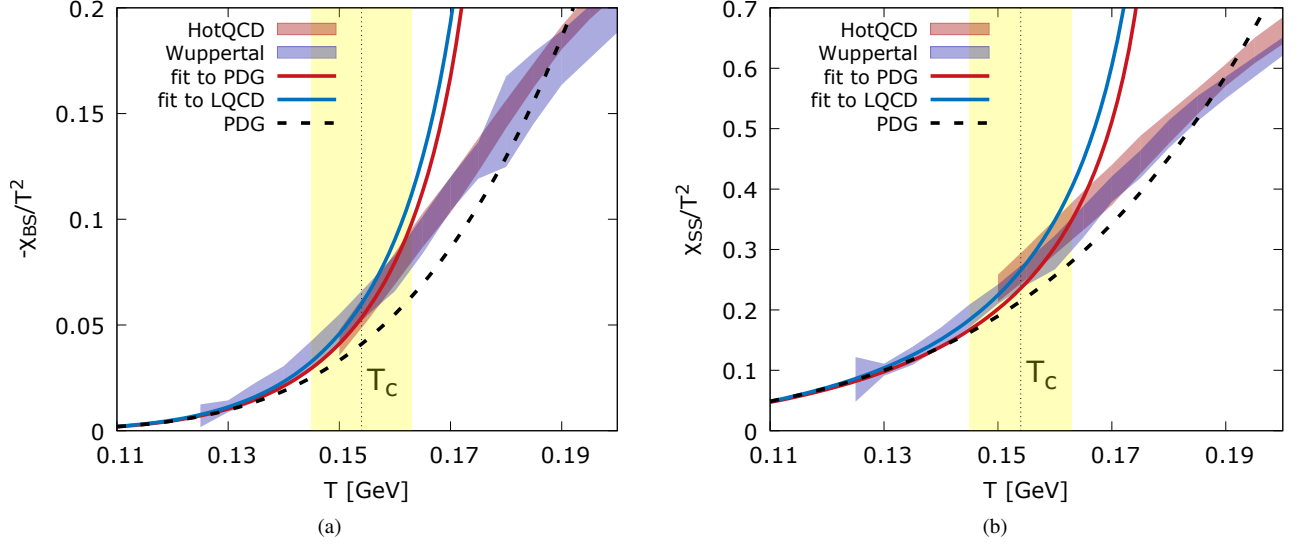 0.2
0.15
0.1
0.05
0
-χBS/T²
HotQCD
Wuppertal
fit to PDG
fit to LQCD
PDG
Tc
0.11 0.13 0.15 0.17 0.19
T [GeV]
(a)
0.7
0.6
0.5
0.4
0.3
0.2
0.1
0
χSS/T²
HotQCD
Wuppertal
fit to PDG
fit to LQCD
PDG
Tc
0.11 0.13 0.15 0.17 0.19
T [GeV]
(b)